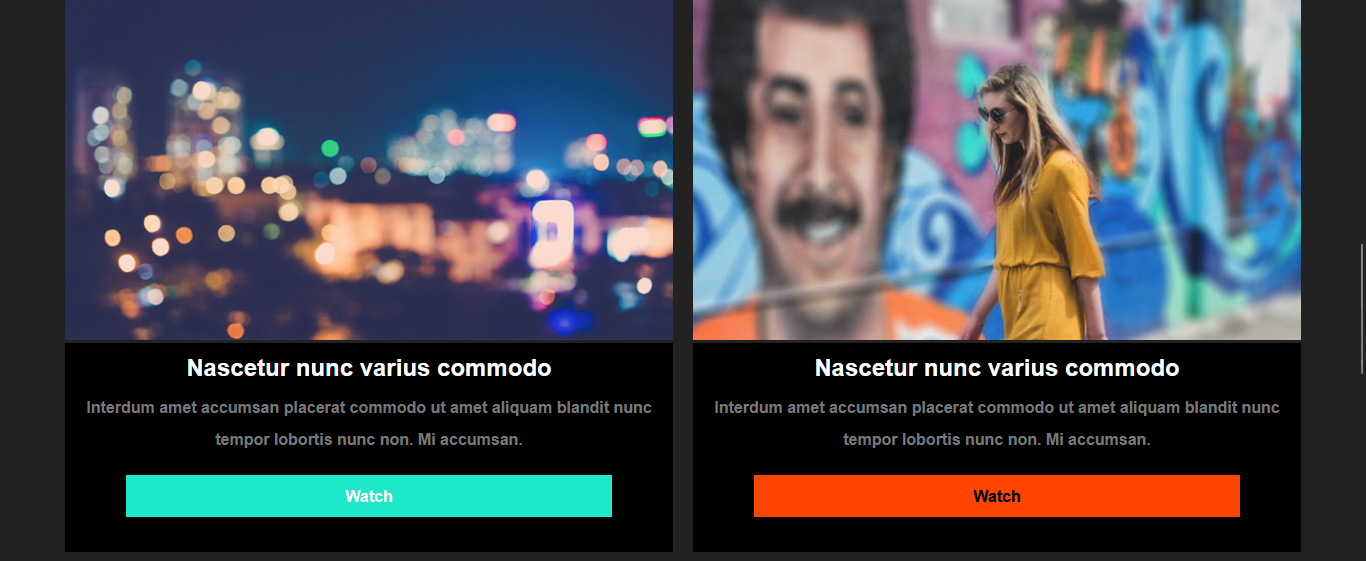 Nascetur nunc varius commodo
Interdum amet accumsan placerat commodo ut amet aliquam blandit nunc
tempor lobortis nunc non. Mi accumsan.
Watch
Nascetur nunc varius commodo
Interdum amet accumsan placerat commodo ut amet aliquam blandit nunc
tempor lobortis nunc non. Mi accumsan.
Watch